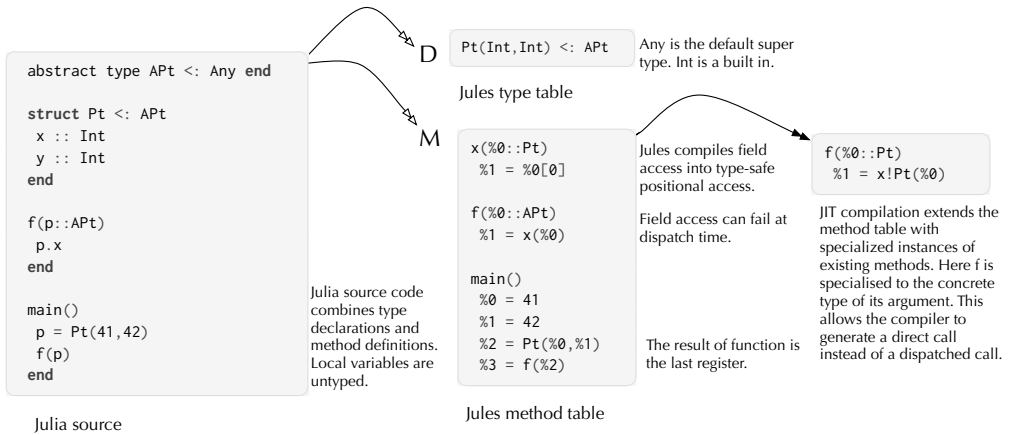 abstract type APt <: Any end
struct Pt <: APt
x :: Int
y :: Int
end
f(p::APt)
p.x
end
main()
p = Pt(41,42)
f(p)
end
Julia source
Julia source code
combines type
declarations and
method definitions.
Local variables are
untyped.
D
Pt(Int,Int) <: APt
Any is the default super
type. Int is a built in.
Jules type table
M
x(%0::Pt)
%1 = %0[0]
f(%0::APt)
%1 = x(%0)
main()
%0 = 41
%1 = 42
%2 = Pt(%0,%1)
%3 = f(%2)
Jules method table
Jules compiles field
access into type-safe
positional access.
Field access can fail at
dispatch time.
The result of function is
the last register.
f(%0::Pt)
%1 = x!Pt(%0)
JIT compilation extends the
method table with
specialized instances of
existing methods. Here f is
specialised to the concrete
type of its argument. This
allows the compiler to
generate a direct call
instead of a dispatched call.